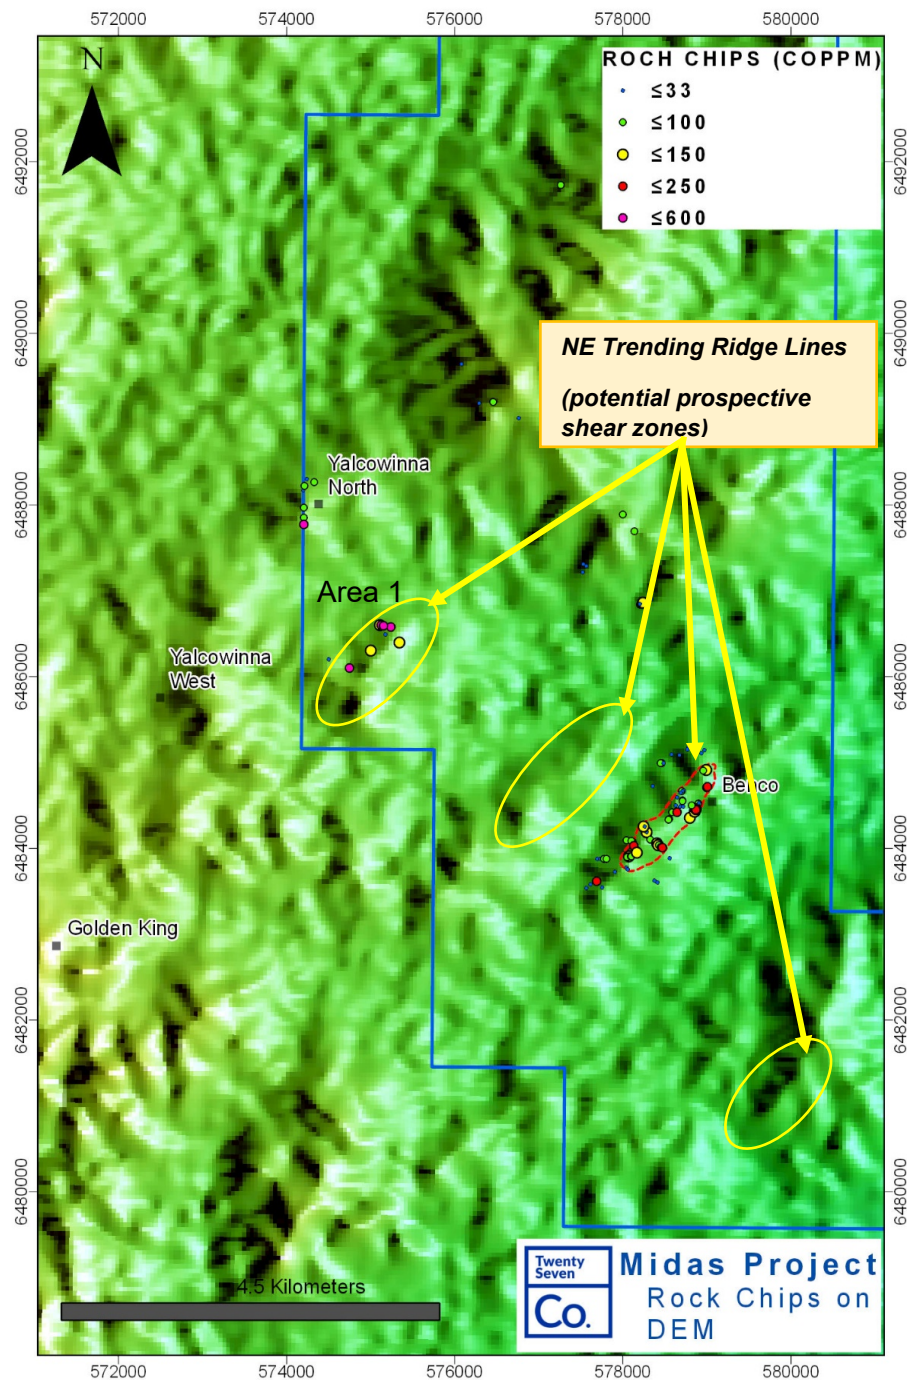 572000 574000 576000 578000 580000
N
ROCH CHIPS (COPPM)
≤33
≤100
≤150
≤250
≤600
6492000 6492000
6490000 6490000
NE Trending Ridge Lines
(potential prospective
shear zones)
Yalcowinna
North
6488000 6488000
Area 1
Yalcowinna
West
6486000 6486000
Benco
6484000 6484000
Golden King
6482000 6482000
6480000 6480000
4.5 Kilometers
Twenty
Seven
Co.
Midas Project
Rock Chips on
DEM
572000 574000 576000 578000 580000